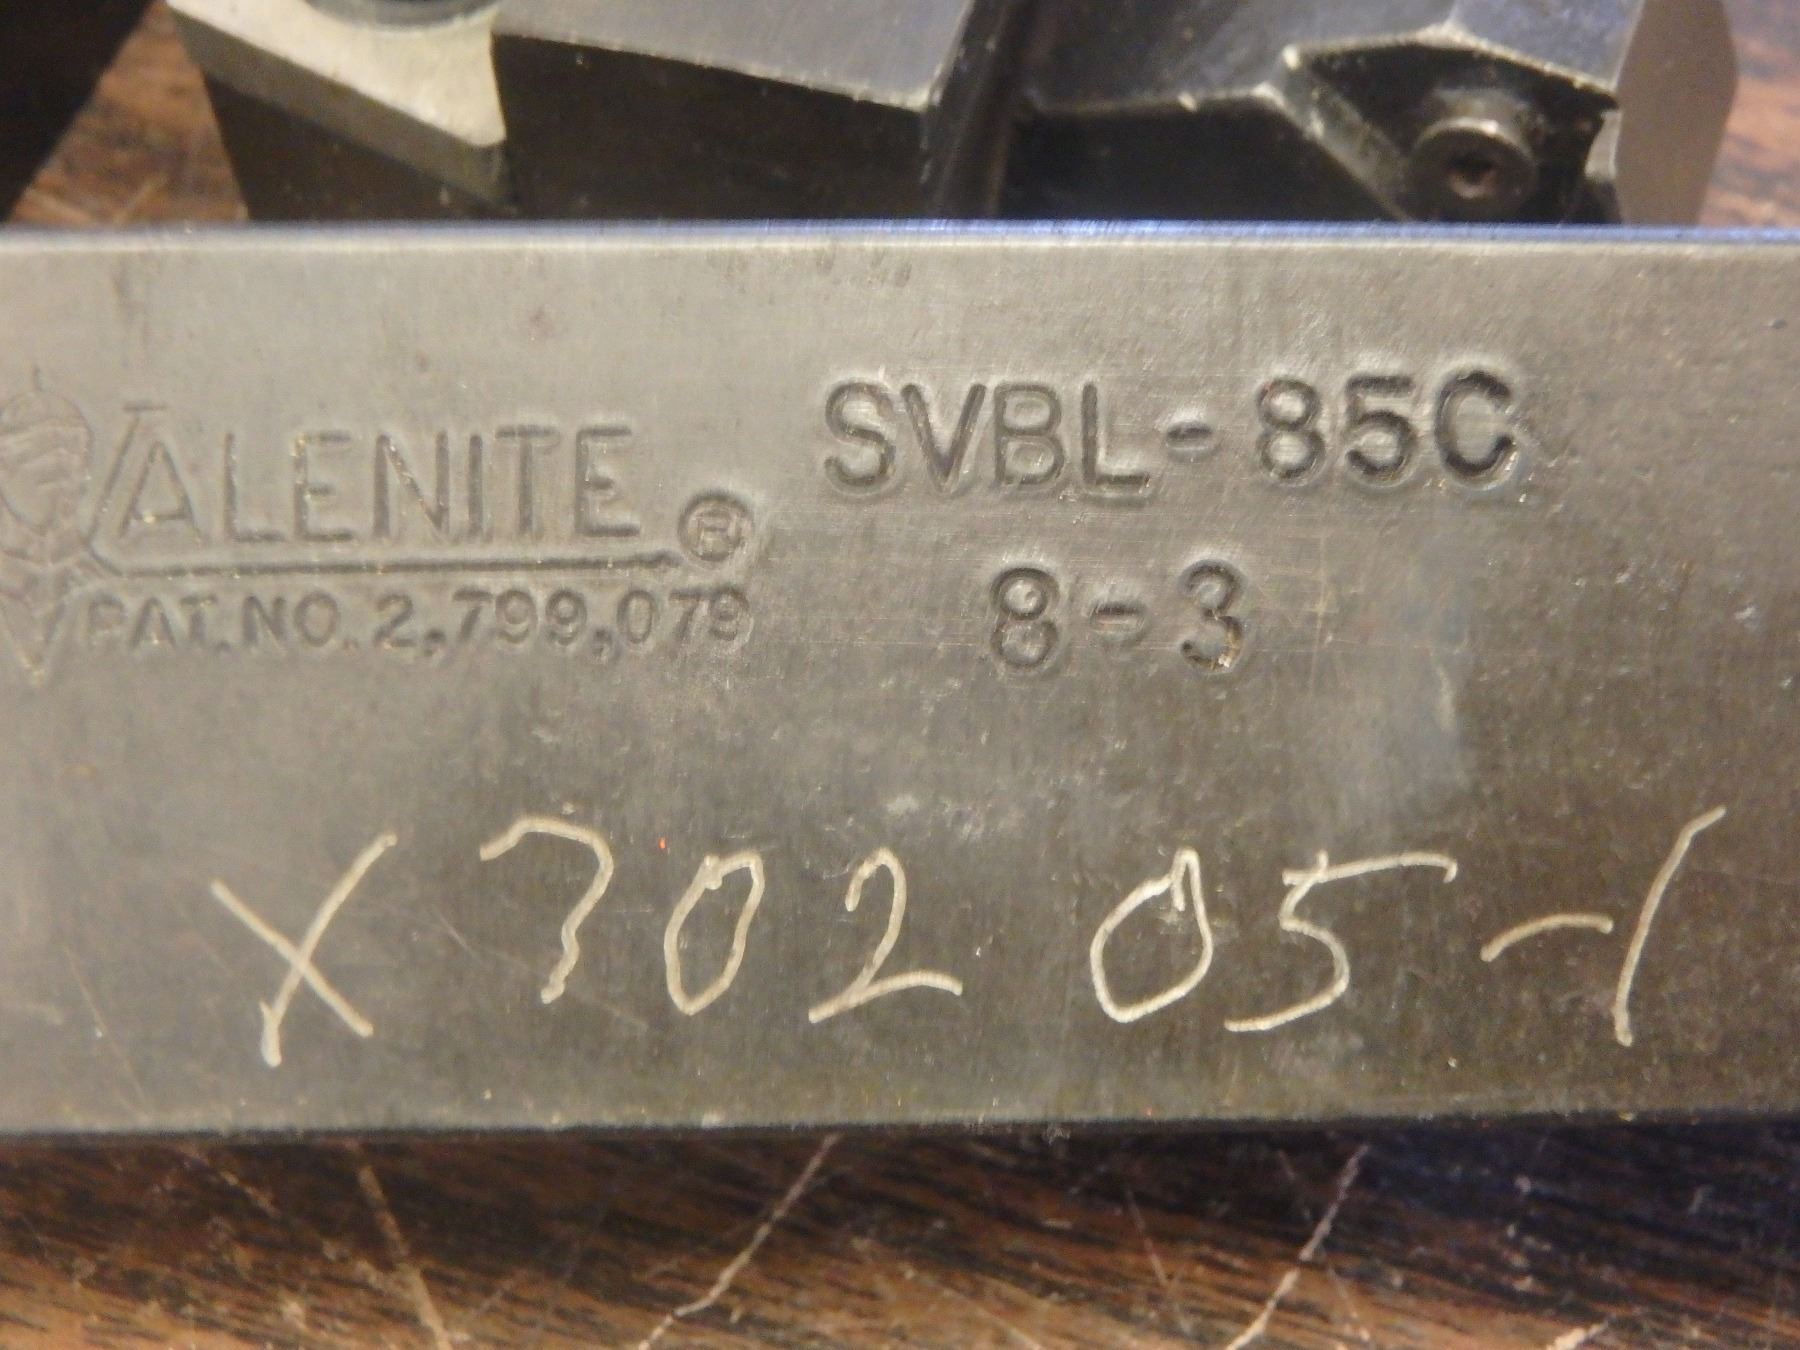 VALENITE ® SVBL-85C
PAT. NO. 2,799,079 8-3
X70205-1